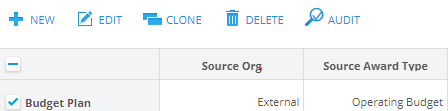 NEW EDIT CLONE DELETE AUDIT
Source Org Source Award Type
Budget Plan External Operating Budget